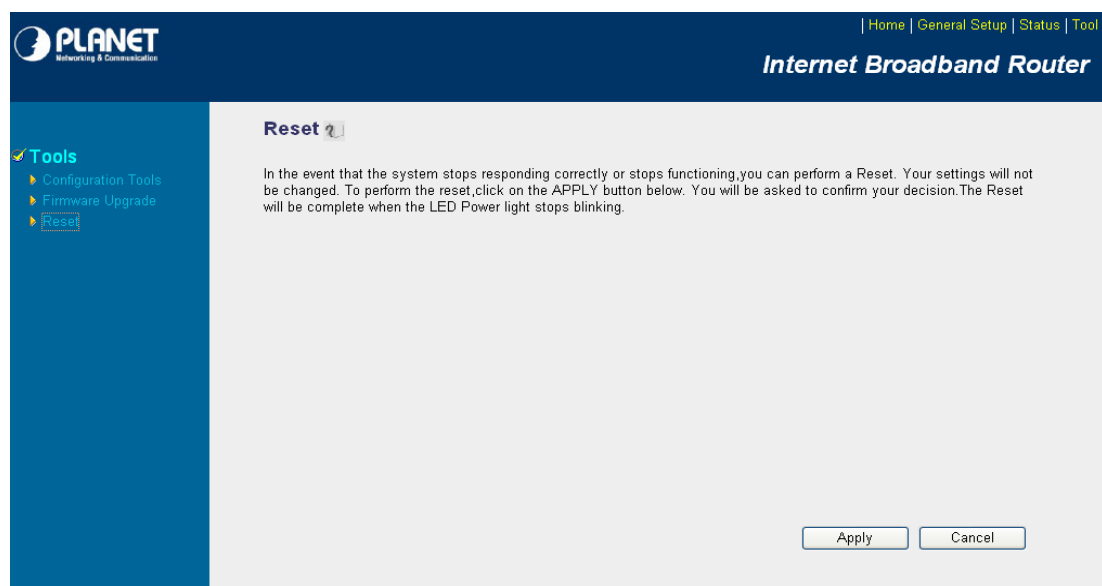 PLANET
Networking & Communication
| Home | General Setup | Status | Tool
Internet Broadband Router
Tools
Configuration Tools
Firmware Upgrade
Reset
Reset
In the event that the system stops responding correctly or stops functioning,you can perform a Reset. Your settings will not
be changed. To perform the reset,click on the APPLY button below. You will be asked to confirm your decision.The Reset
will be complete when the LED Power light stops blinking.
Apply
Cancel